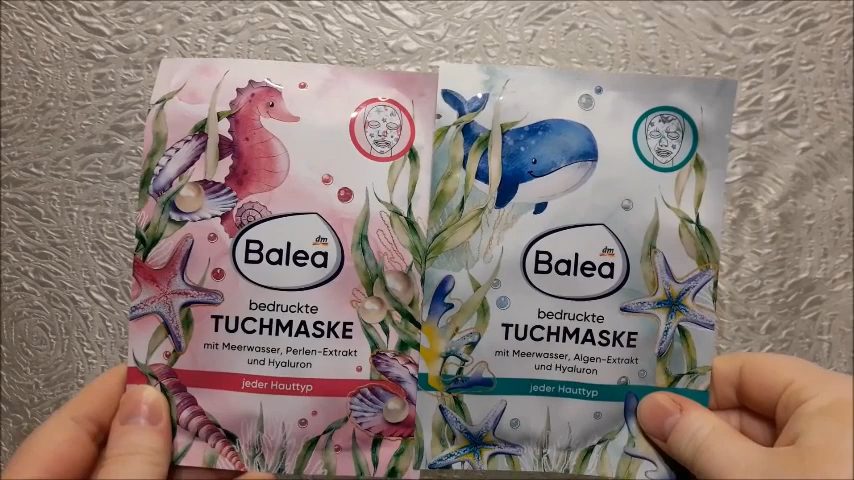 dm
Balea
bedruckte
TUCHMASKE
mit Meerwasser, Perlen-Extrakt
und Hyaluron
jeder Hauttyp
dm
Balea
bedruckte
TUCHMASKE
mit Meerwasser, Algen-Extrakt
und Hyaluron
jeder Hauttyp